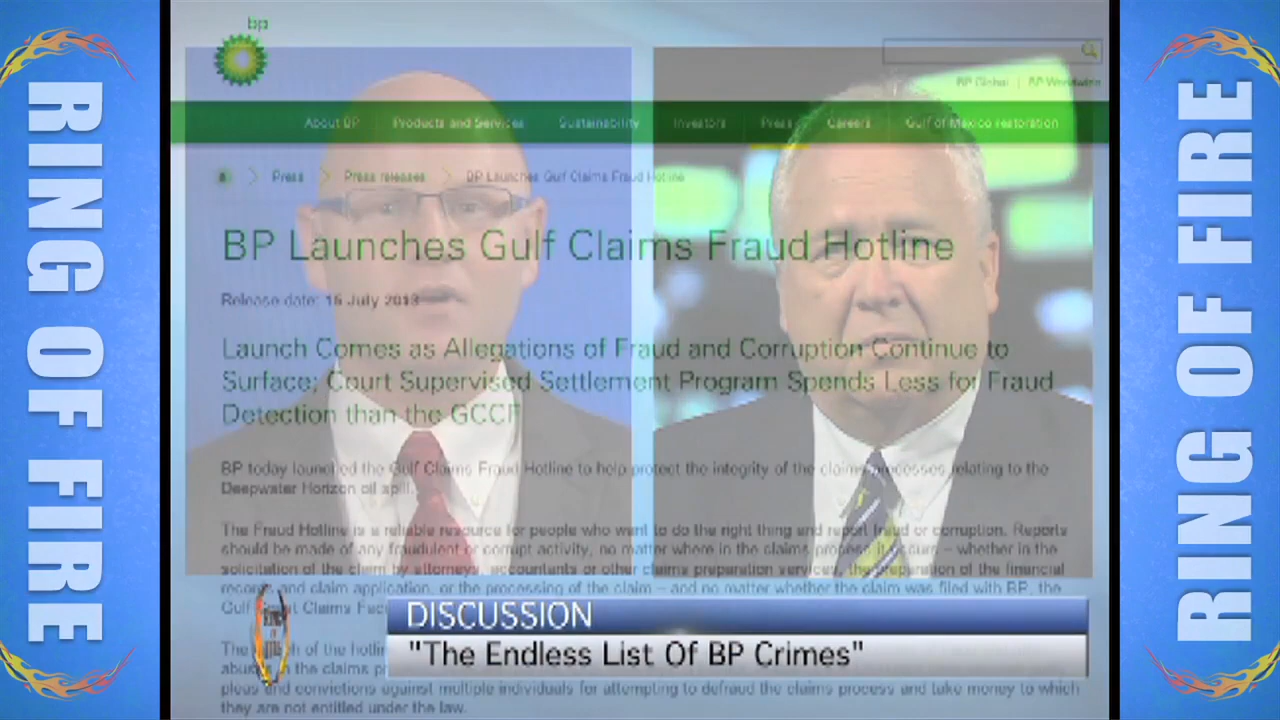 RING OF FIRE
bp
BP Global | BP Worldwide
About BP Products and Services Sustainability Investors Press Careers Gulf of Mexico restoration
Press > Press releases > BP Launches Gulf Claims Fraud Hotline
BP Launches Gulf Claims Fraud Hotline
Release date: 15 July 2013
Launch Comes as Allegations of Fraud and Corruption Continue to
Surface; Court Supervised Settlement Program Spends Less for Fraud
Detection than the GCCF
BP today launched the Gulf Claims Fraud Hotline to help protect the integrity of the claims processes relating to the
Deepwater Horizon oil spill.
The Fraud Hotline is a reliable resource for people who want to do the right thing and report fraud or corruption. Reports
should be made of any fraudulent or corrupt activity, no matter where in the claims process it occurs – whether in the
solicitation of the claim by attorneys, accountants or other claims preparation services, the preparation of the financial
records and claim application, or the processing of the claim – and no matter whether the claim was filed with BP, the
Gulf Claims
DISCUSSION
"The Endless List Of BP Crimes"
The of the
in the claims
pleas and convictions against multiple individuals for attempting to defraud the claims process and take money to which
they are not entitled under the law.
RING OF FIRE